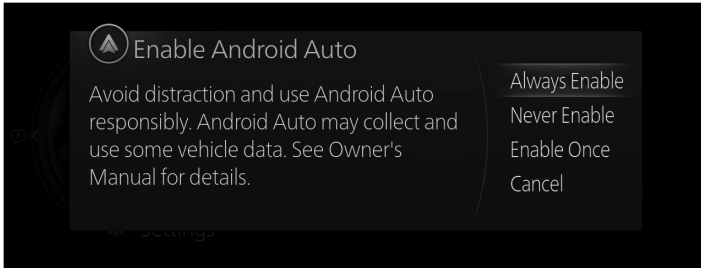 Enable Android Auto
Avoid distraction and use Android Auto
responsibly. Android Auto may collect and
use some vehicle data. See Owner's
Manual for details.
Always Enable
Never Enable
Enable Once
Cancel
Settings